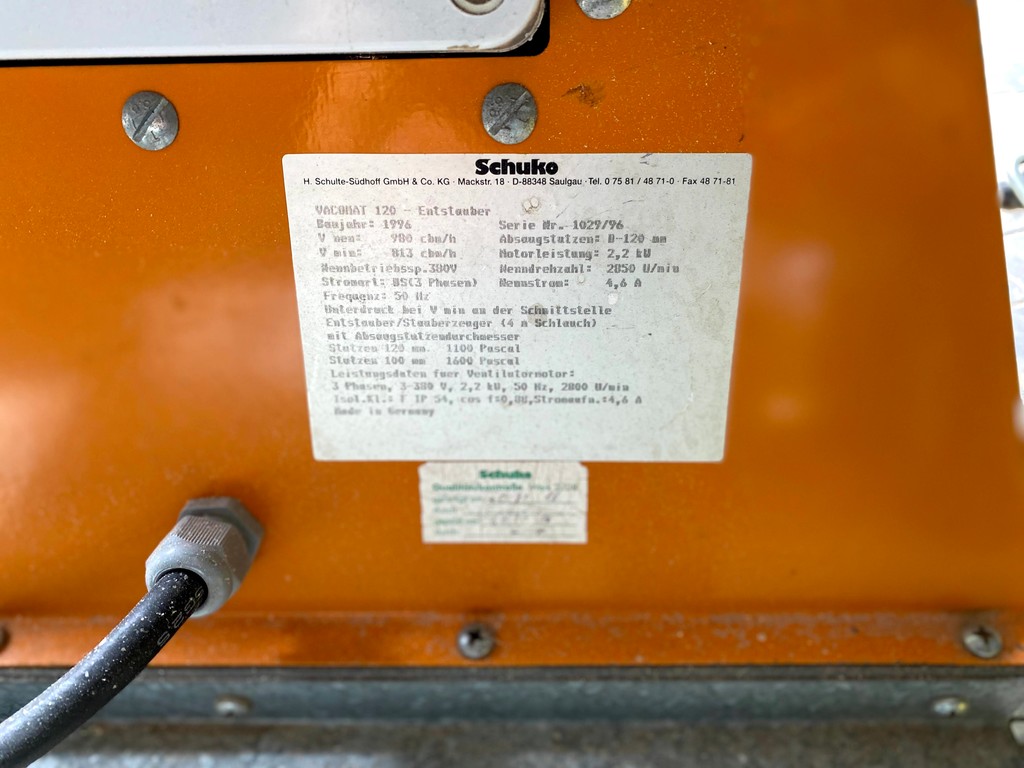 Schuko
H. Schulte-Südhoff GmbH & Co. KG · Mackstr. 18 · D-88348 Saulgau · Tel. 0 75 81 / 48 71-0 · Fax 48 71-81
VACOMAT 120 - Entstauber
Baujahr: 1996 Serie Nr. 1029/96
V nen: 980 cbm/h Absaugstutzen: D-120 mm
V min: 813 cbm/h Motorleistung: 2,2 kW
Nennbetriebssp.380V Nenndrehzahl: 2850 U/min
Stromart: DS(3 Phasen) Nennstrom: 4,6 A
Frequenz: 50 Hz
Unterdruck bei V min an der Schnittstelle
Entstauber/Stauberzeuger (4 m Schlauch)
mit Absaugstutzendurchmesser
Stutzen 120 mm. 1100 Pascal
Stutzen 100 mm 1600 Pascal
Leistungsdaten fuer Ventilatormotor:
3 Phasen, 3-380 V, 2,2 kW, 50 Hz, 2800 U/min
Isol.Kl.: F IP 54, cos f:0,88,Stromaufn.:4,6 A
Made in Germany
Schuko